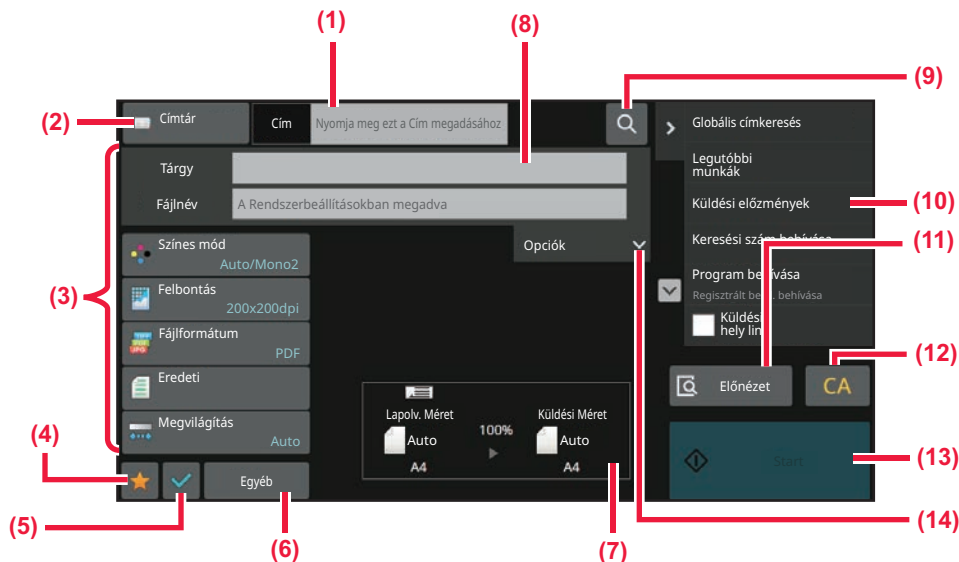 (1)
(8)
(9)
(2)
Címtár
Cím
Nyomja meg ezt a Cím megadásához
Globális címkeresés
Tárgy
Legutóbbi
munkák
Fájlnév
A Rendszerbeállításokban megadva
Küldési előzmények
(10)
Opciók
Keresési szám behívása
(11)
(3)
Színes mód
Auto/Mono2
Program behívása
Regisztrált be. behívása
Felbontás
200x200dpi
Küldés
hely lin
Fájlformátum
PDF
(12)
Eredeti
Előnézet
CA
Megvilágítás
Auto
Lapolv. Méret
100%
Küldési Méret
Auto
Auto
A4
A4
(4)
Start
(13)
Egyéb
(5)
(6)
(7)
(14)